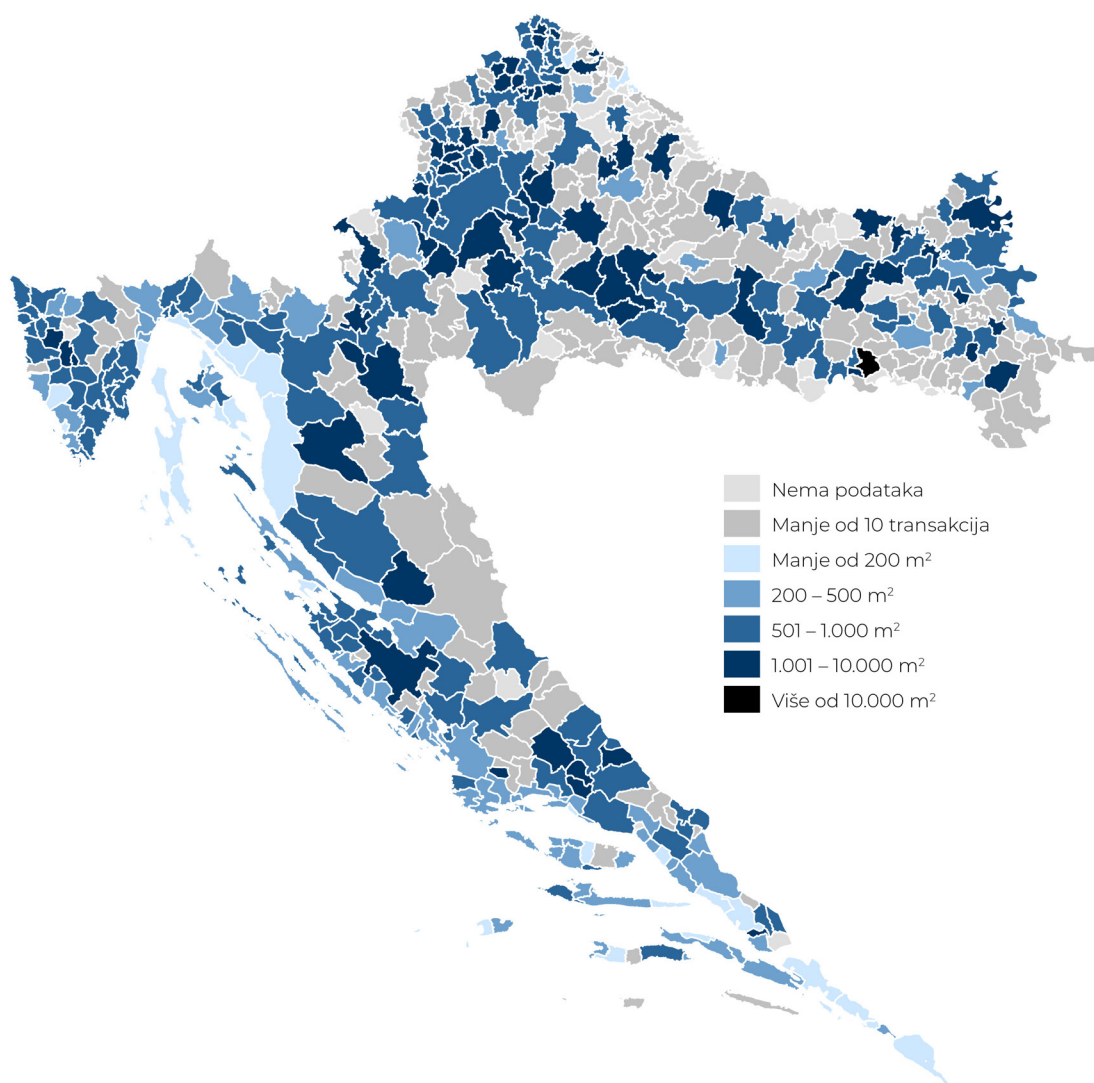 Nema podataka
Manje od 10 transakcija
Manje od 200 m²
200 – 500 m²
501 – 1.000 m²
1.001 – 10.000 m²
Više od 10.000 m²